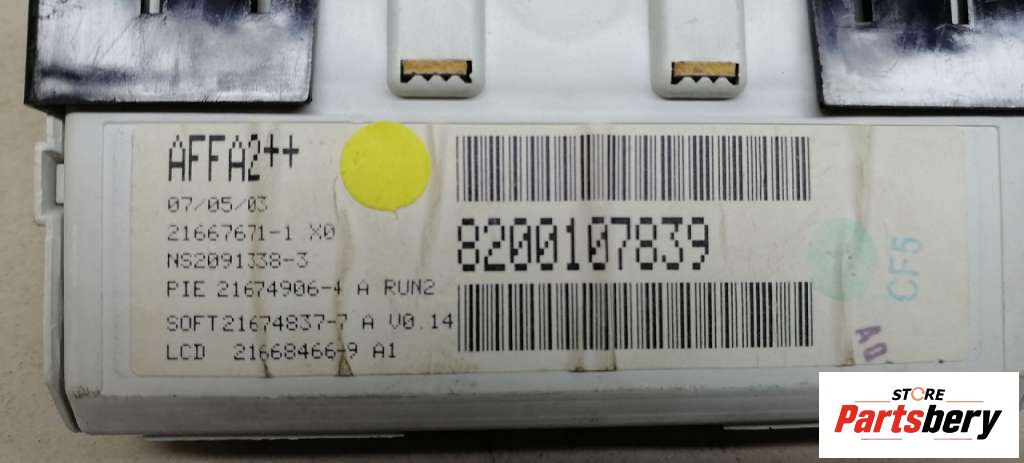 AFFA2++
07/05/03
21667671-1 X0
NS2091338-3
PIE 21674906-4 A RUN2
SOFT21674837-7 A V0.14
LCD 21668466-9 A1
8200107839
CF5
A0
STORE
Partsbery